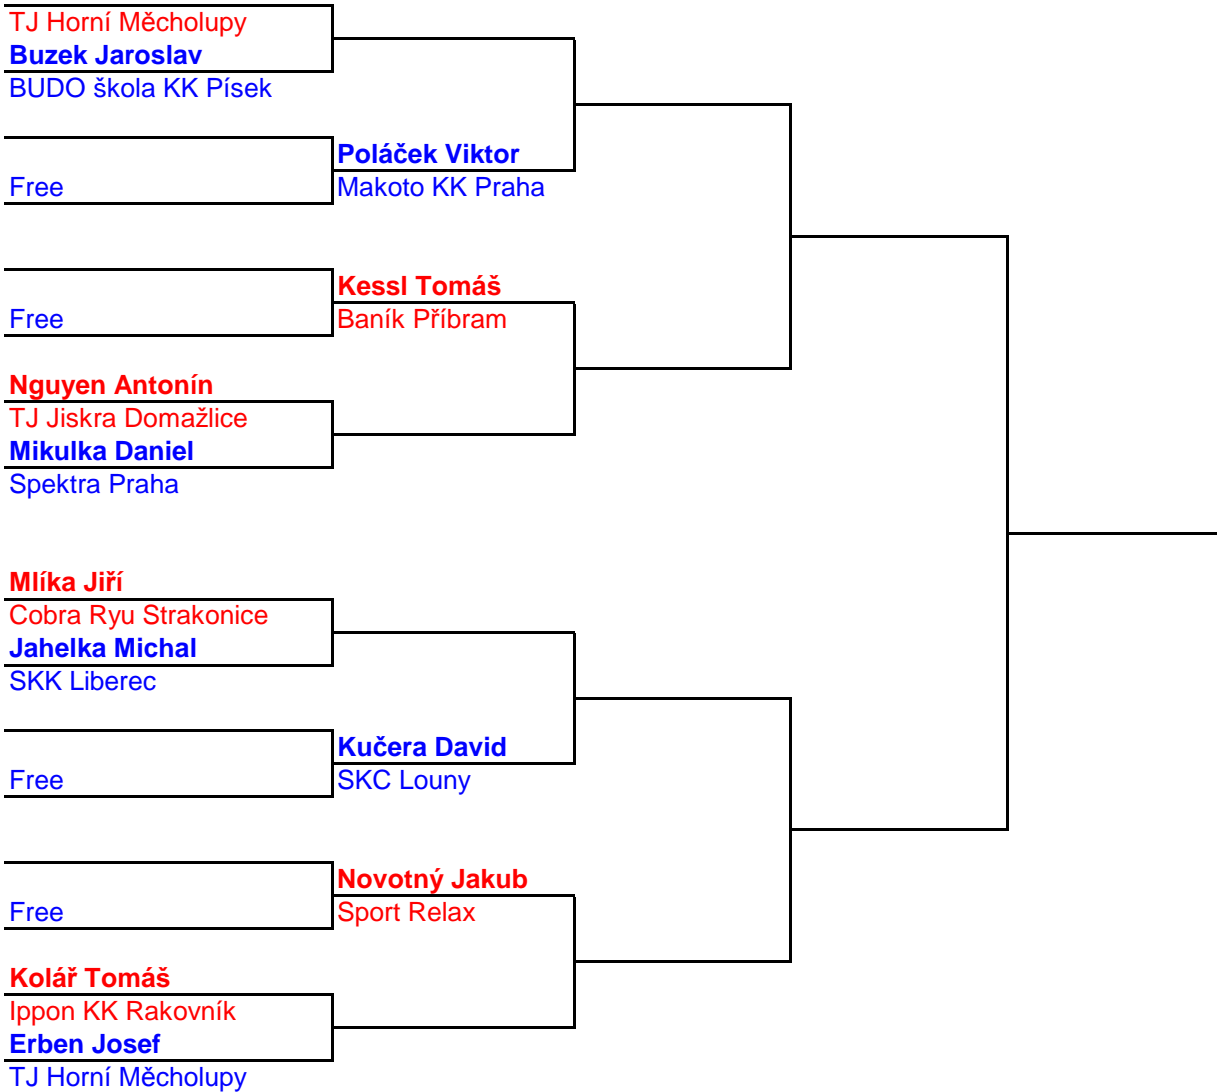 TJ Horní Měcholupy
Buzek Jaroslav
BUDO škola KK Písek
Poláček Viktor
Free
Makoto KK Praha
Kessl Tomáš
Free
Baník Příbram
Nguyen Antonín
TJ Jiskra Domažlice
Mikulka Daniel
Spektra Praha
Mlíka Jiří
Cobra Ryu Strakonice
Jahelka Michal
SKK Liberec
Kučera David
Free
SKC Louny
Novotný Jakub
Free
Sport Relax
Kolář Tomáš
Ippon KK Rakovník
Erben Josef
TJ Horní Měcholupy